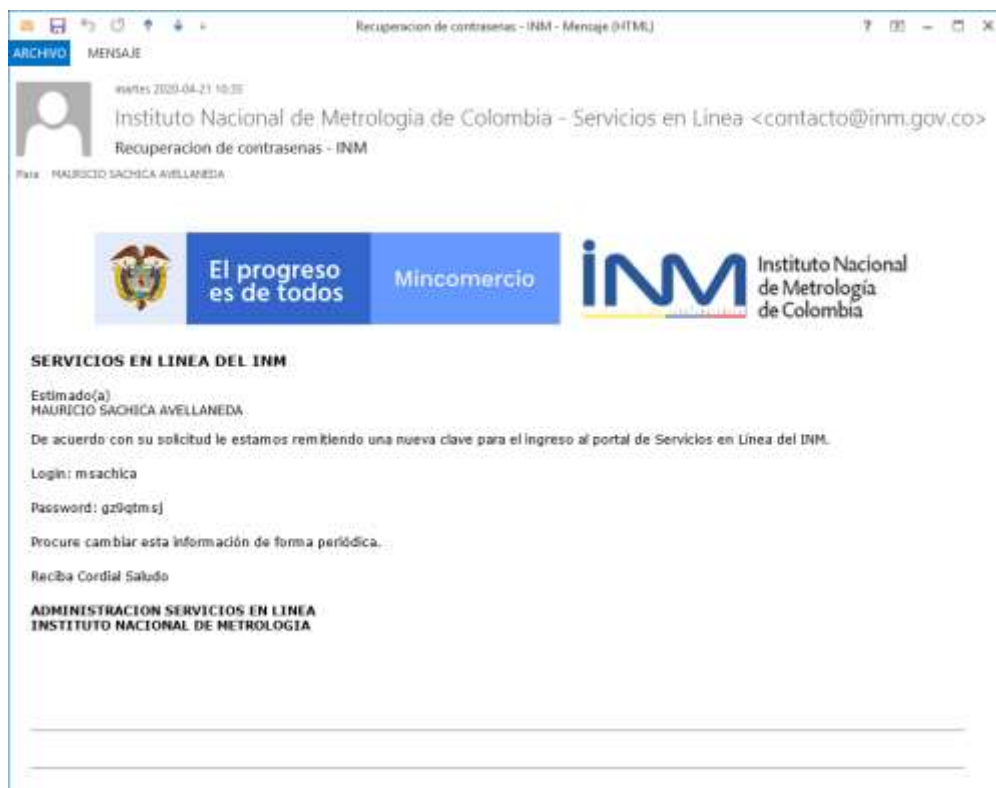 Recuperacion de contrasenas - INM - Mensaje (HTML)
ARCHIVO MENSAJE
martes 2020-04-21 10:35
Instituto Nacional de Metrologia de Colombia - Servicios en Linea <contacto@inm.gov.co>
Recuperacion de contrasenas - INM
Para MAURICIO SACHICA AVELLANEDA
El progreso
es de todos
Mincomercio
inm
Instituto Nacional
de Metrología
de Colombia
SERVICIOS EN LINEA DEL INM
Estimado(a)
MAURICIO SACHICA AVELLANEDA
De acuerdo con su solicitud le estamos remitiendo una nueva clave para el ingreso al portal de Servicios en Línea del INM.
Login: msachica
Password: gz9qtmsj
Procure cambiar esta información de forma periódica.
Reciba Cordial Saludo
ADMINISTRACION SERVICIOS EN LINEA
INSTITUTO NACIONAL DE METROLOGIA